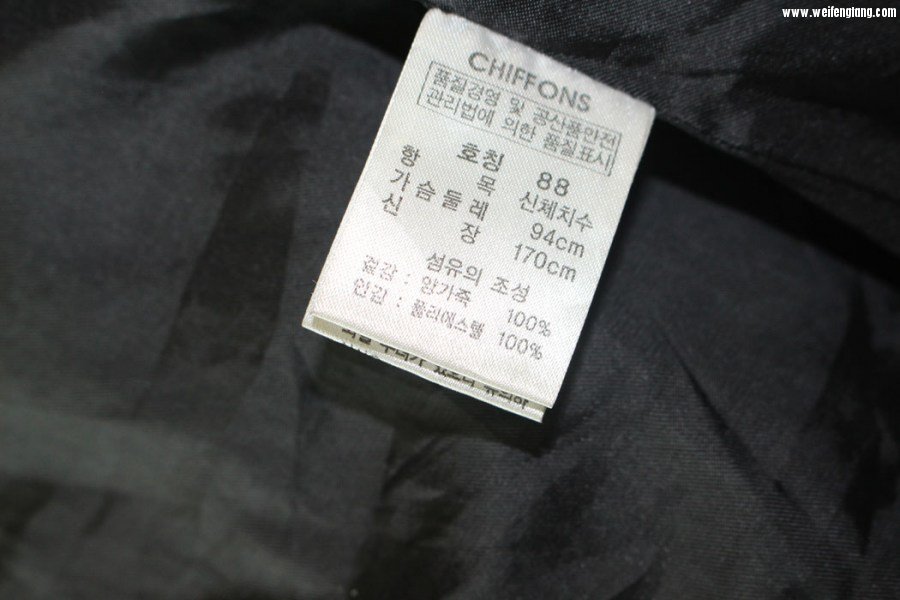 www.weifengtang.com
CHIFFONS
품질경영 및 공산품안전
관리법에 의한 품질표시
호칭 88
항 목 신체치수
가슴둘레 94cm
신 장 170cm
섬유의 조성
겉감 : 양가죽 100%
안감 : 폴리에스텔 100%